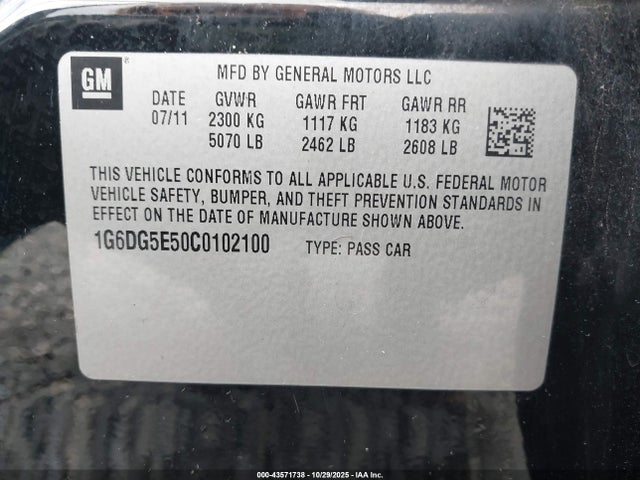 GM ®
MFD BY GENERAL MOTORS LLC
DATE GVWR GAWR FRT GAWR RR
07/11 2300 KG 1117 KG 1183 KG
5070 LB 2462 LB 2608 LB
THIS VEHICLE CONFORMS TO ALL APPLICABLE U.S. FEDERAL MOTOR
VEHICLE SAFETY, BUMPER, AND THEFT PREVENTION STANDARDS IN
EFFECT ON THE DATE OF MANUFACTURE SHOWN ABOVE.
1G6DG5E50C0102100 TYPE: PASS CAR
000-43571738 - 10/29/2025 - IAA Inc.